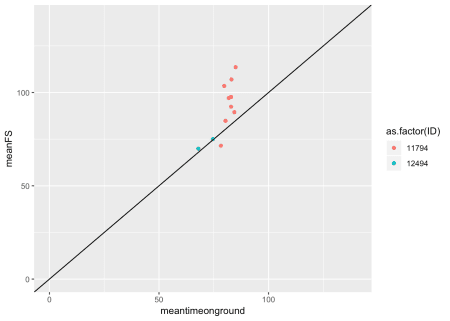 100
50
0
0
50
100
meanFS
meantimeonground
as.factor(ID)
11794
12494